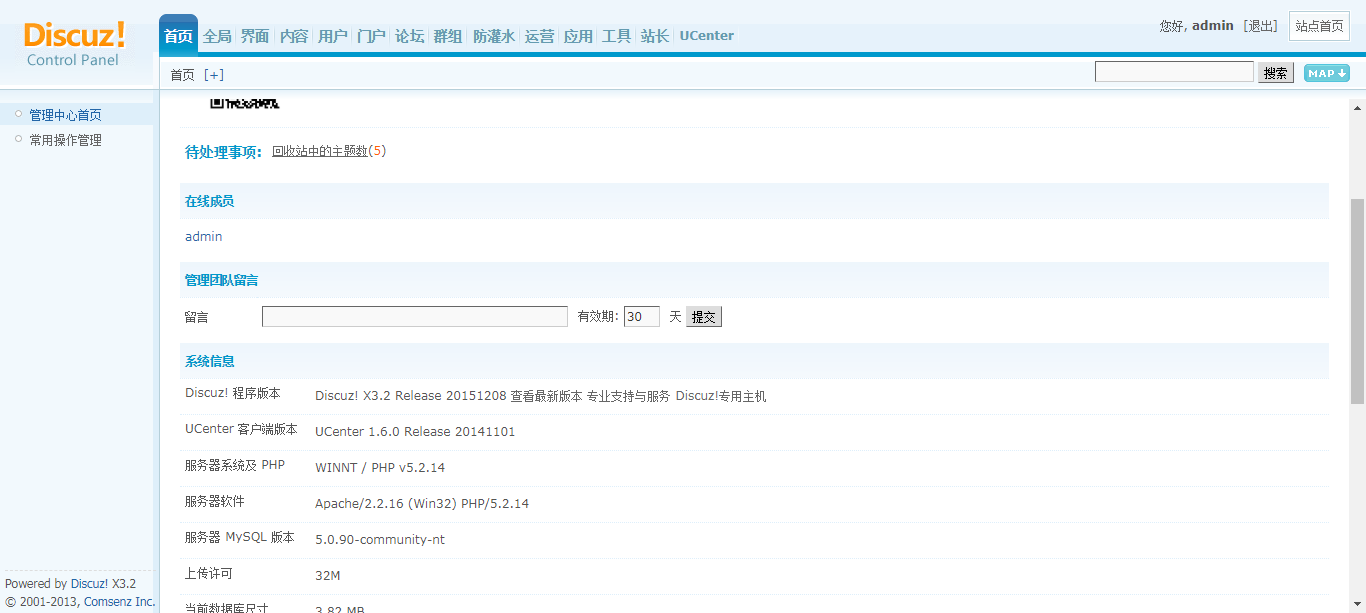 Discuz!
Control Panel
首页 全局 界面 内容 用户 门户 论坛 群组 防灌水 运营 应用 工具 站长 UCenter
您好, admin [退出] 站点首页
首页 [+]
搜索 MAP
管理中心首页
常用操作管理
待处理事项: 回收站中的主题数(5)
在线成员
admin
管理团队留言
留言 有效期: 30 天 提交
系统信息
Discuz! 程序版本 Discuz! X3.2 Release 20151208 查看最新版本 专业支持与服务 Discuz!专用主机
UCenter 客户端版本 UCenter 1.6.0 Release 20141101
服务器系统及 PHP WINNT / PHP v5.2.14
服务器软件 Apache/2.2.16 (Win32) PHP/5.2.14
服务器 MySQL 版本 5.0.90-community-nt
上传许可 32M
当前数据库尺寸 3.82 MB
Powered by Discuz! X3.2
© 2001-2013, Comsenz Inc.